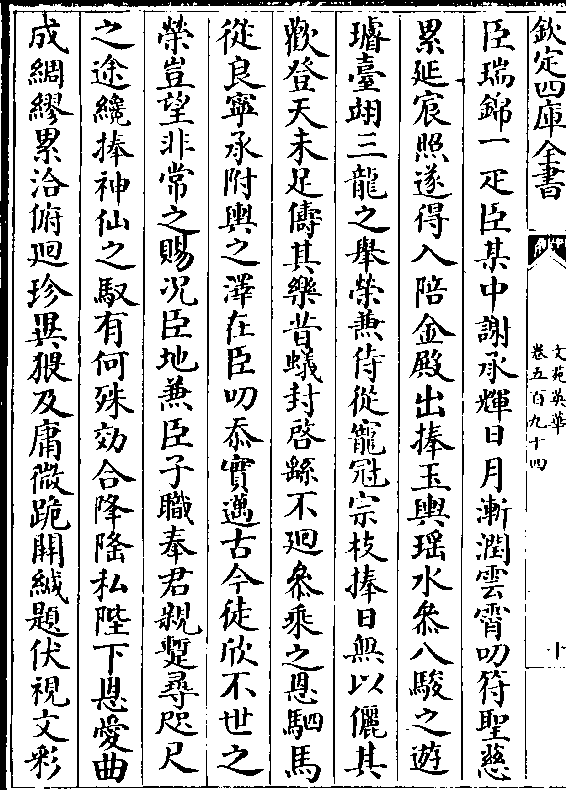 欽定四庫全書
文苑英華
卷五百九十四
十
臣瑞錦一疋臣某中謝承輝日月漸潤雲霄叨符聖慈
累延宸照遂得入陪金殿出捧玉輿瑶水叅八駿之遊
璿臺翊三龍之舉榮兼侍從寵冠宗枝捧日無以儷其
歡登天未足儔其樂昔蟻封啓繇不迴叅乘之恩駟馬
從良寧承附輿之澤在臣叨忝實邁古今徒欣不世之
榮豈望非常之賜况臣地兼臣子職奉君親蹔尋咫尺
之途纔捧神仙之馭有何殊効合降隆私陛下恩愛曲
成綢繆累洽俯迴珍異猥及庸微跪開緘題伏視文彩